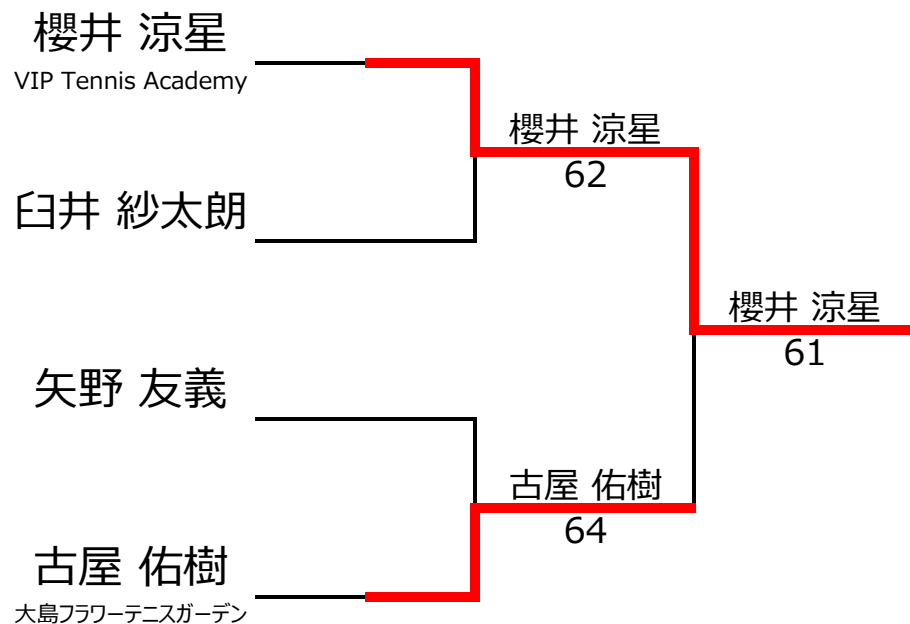 櫻井 涼星
VIP Tennis Academy
櫻井 涼星
62
臼井 紗太朗
櫻井 涼星
61
矢野 友義
古屋 佑樹
64
古屋 佑樹
大島フラワーテニスガーデン